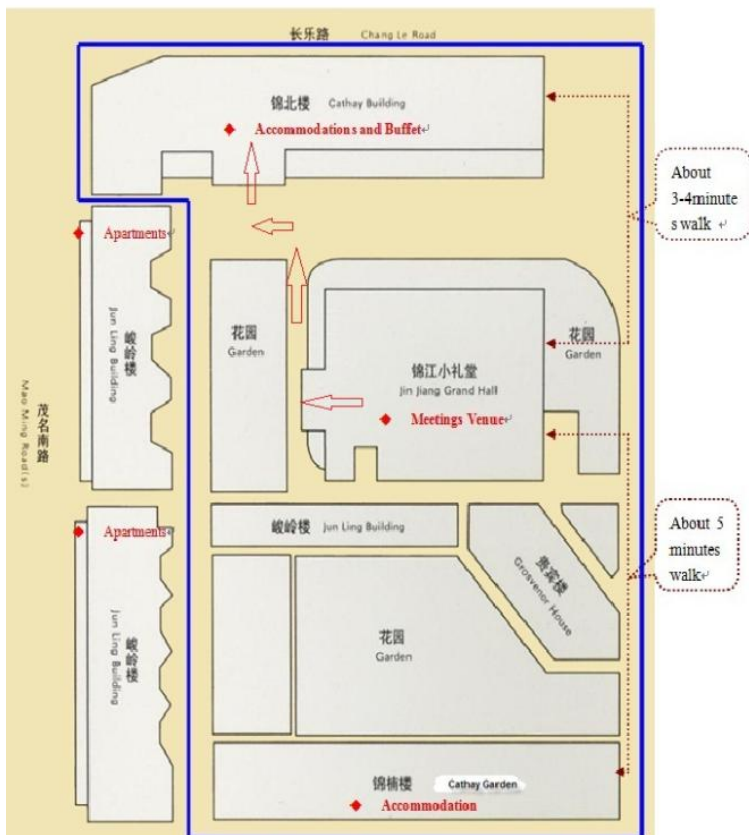 长乐路 Chang Le Road
锦北楼 Cathay Building
Accommodations and Buffet
About
3-4minute
s walk
Apartments
峻岭楼
Jun Ling Building
花园
Garden
花园
Garden
锦江小礼堂
Jin Jiang Grand Hall
Meetings Venue
茂名南路
Mao Ming Road(s)
Apartments
峻岭楼 Jun Ling Building
About 5
minutes
walk
贵宾楼
Grosvenor House
峻岭楼
Jun Ling Building
花园
Garden
锦楠楼 Cathay Garden
Accommodation